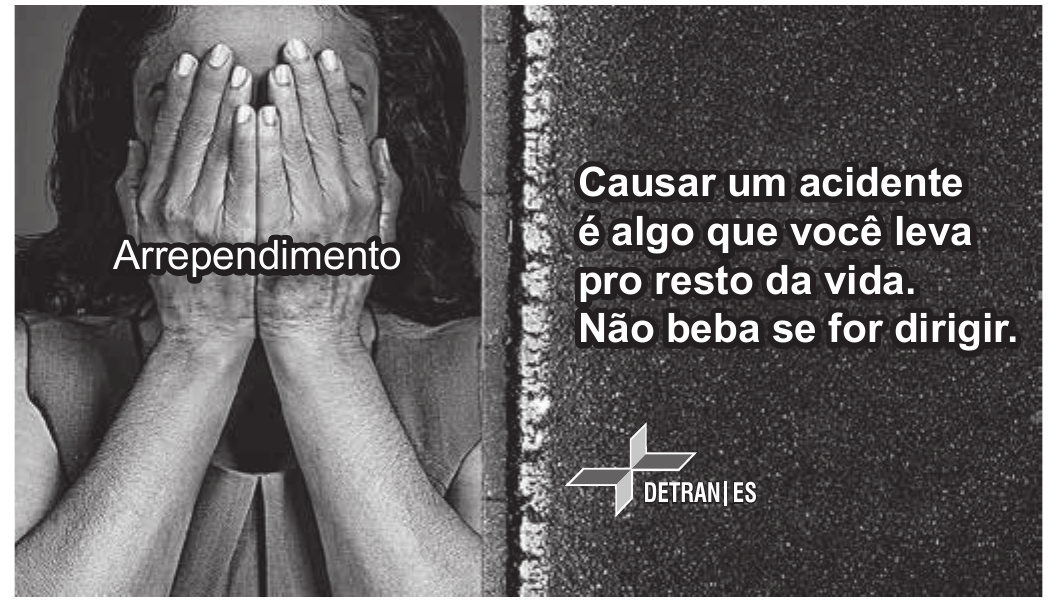 Arrependimento
Causar um acidente
é algo que você leva
pro resto da vida.
Não beba se for dirigir.
DETRAN|ES